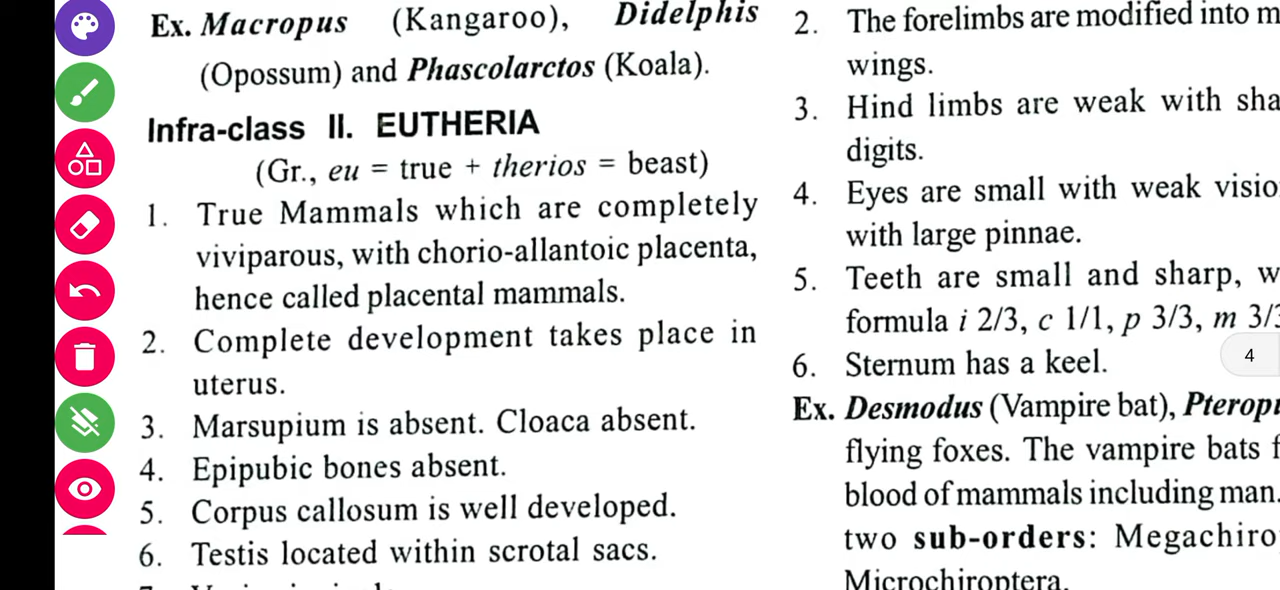 Ex. Macropus (Kangaroo), Didelphis
(Opossum) and Phascolarctos (Koala).
Infra-class II. EUTHERIA
(Gr., eu = true + therios = beast)
1. True Mammals which are completely
viviparous, with chorio-allantoic placenta,
hence called placental mammals.
2. Complete development takes place in
uterus.
3. Marsupium is absent. Cloaca absent.
4. Epipubic bones absent.
5. Corpus callosum is well developed.
6. Testis located within scrotal sacs.
2. The forelimbs are modified into
wings.
3. Hind limbs are weak with
digits.
4. Eyes are small with weak
with large pinnae.
5. Teeth are small and sharp,
formula i 2/3, c 1/1, p 3/3, m
6. Sternum has a keel.
4
Ex. Desmodus (Vampire bat),
flying foxes. The vampire bats
blood of mammals including man.
two sub-orders:
Microchiroptera.